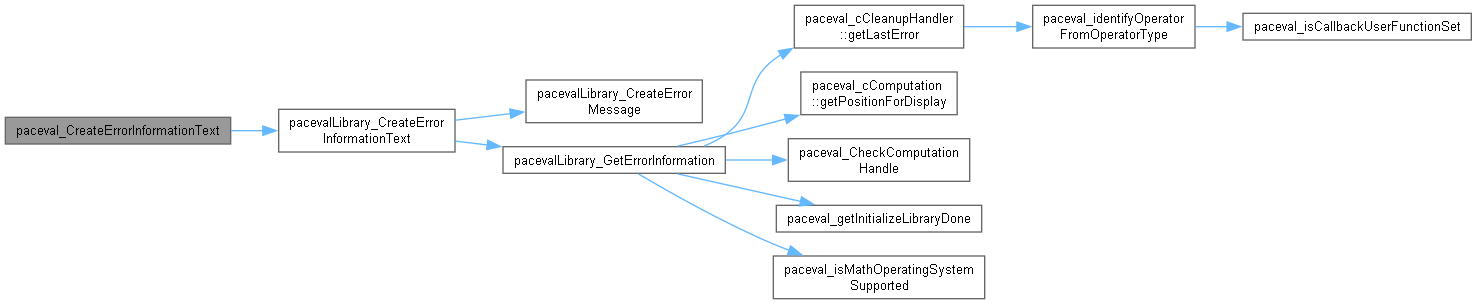 paceval_CreateErrorInformationText
pacevalLibrary_CreateError
InformationText
pacevalLibrary_CreateError
Message
pacevalLibrary_GetErrorInformation
paceval_cCleanupHandler
::getLastError
paceval_cComputation
::getPositionForDisplay
paceval_CheckComputation
Handle
paceval_getInitializeLibraryDone
paceval_isMathOperatingSystem
Supported
paceval_identifyOperator
FromOperatorType
paceval_isCallbackUserFunctionSet